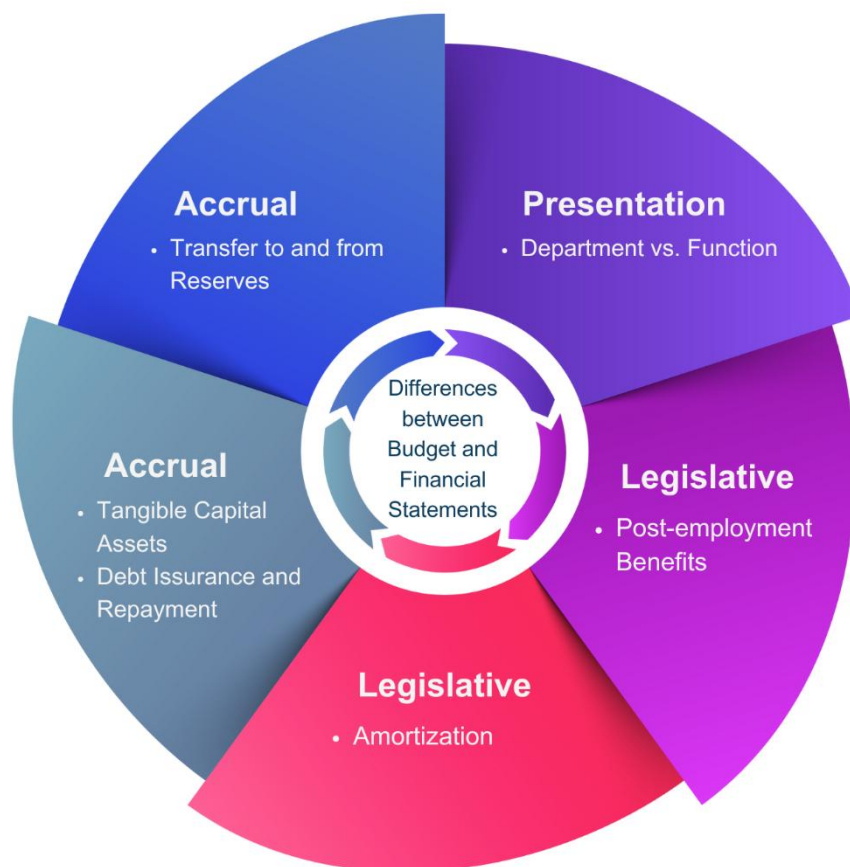 Accrual
• Transfer to and from
Reserves
Presentation
• Department vs. Function
Legislative
• Post-employment
Benefits
Legislative
• Amortization
Accrual
• Tangible Capital
Assets
• Debt Issurance and
Repayment
Differences
between
Budget and
Financial
Statements